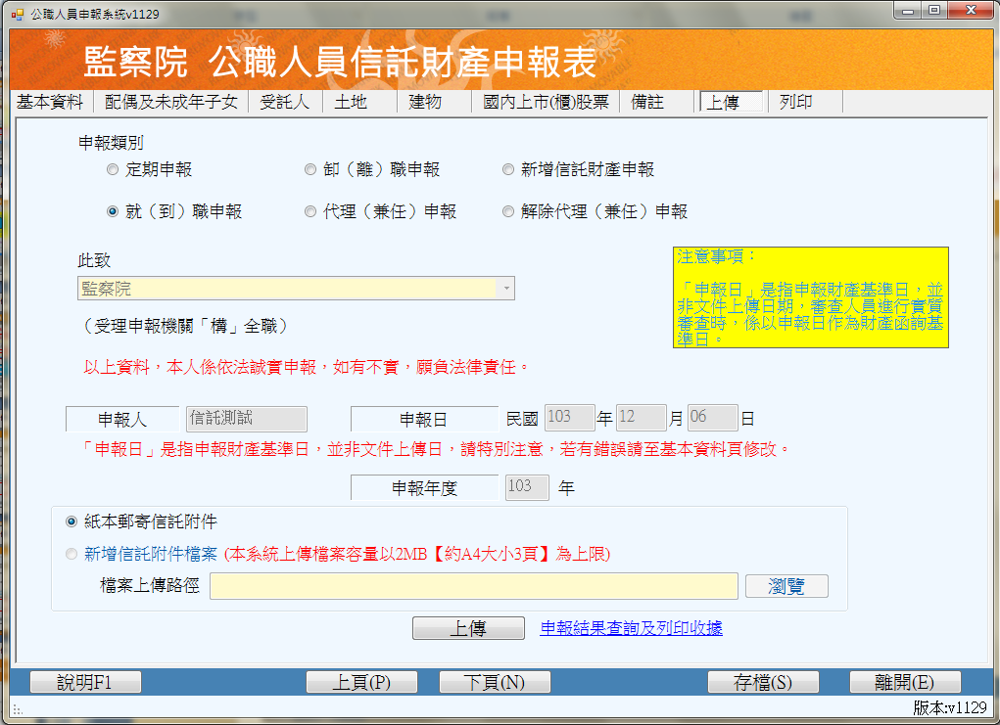 公職人員申報系統v1129
監察院 公職人員信託財產申報表
基本資料 配偶及未成年子女 受託人 土地 建物 國內上市(櫃)股票 備註 上傳 列印
申報類別
定期申報 卸（離）職申報 新增信託財產申報
就（到）職申報 代理（兼任）申報 解除代理（兼任）申報
此致
監察院
（受理申報機關「構」全職）
注意事項：
「申報日」是指申報財產基準日，並
非文件上傳日期，審查人員進行實質
審查時，係以申報日作為財產函詢基
準日。
以上資料，本人係依法誠實申報，如有不實，願負法律責任。
申報人 信託測試 申報日 民國 103 年 12 月 06 日
「申報日」是指申報財產基準日，並非文件上傳日，請特別注意，若有錯誤請至基本資料頁修改。
申報年度 103 年
紙本郵寄信託附件
新增信託附件檔案 (本系統上傳檔案容量以2MB【約A4大小3頁】為上限)
檔案上傳路徑 瀏覽
上傳 申報結果查詢及列印收據
說明F1 上頁(P) 下頁(N) 存檔(S) 離開(E)
版本:v1129